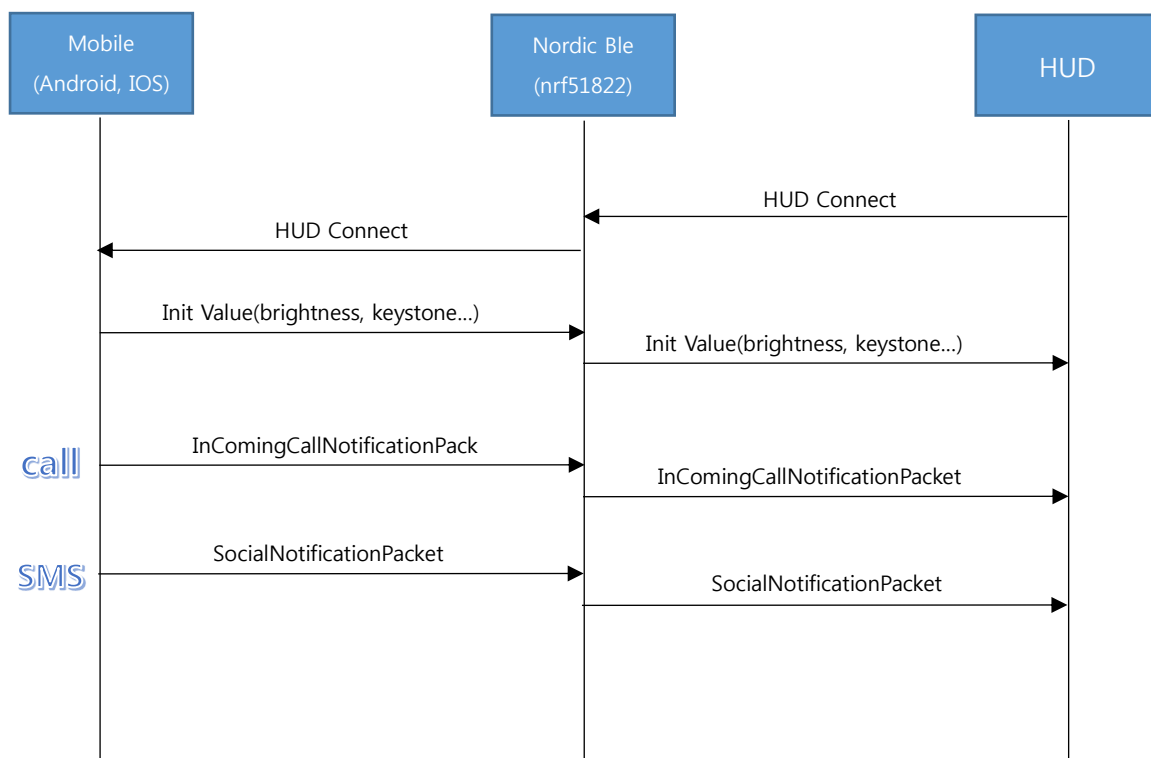 Mobile
(Android, IOS)
Nordic Ble
(nrf51822)
HUD
HUD Connect
HUD Connect
Init Value(brightness, keystone...)
Init Value(brightness, keystone...)
call
InComingCallNotificationPack
InComingCallNotificationPacket
SMS
SocialNotificationPacket
SocialNotificationPacket